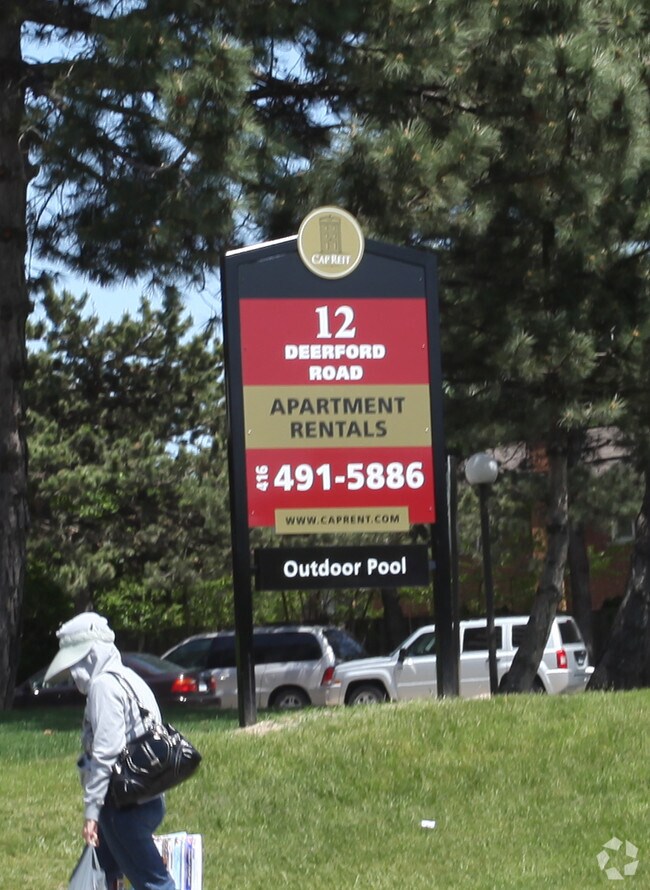 CAPREIT
12
DEERFORD
ROAD
APARTMENT
RENTALS
416 491-5886
WWW.CAPRENT.COM
Outdoor Pool